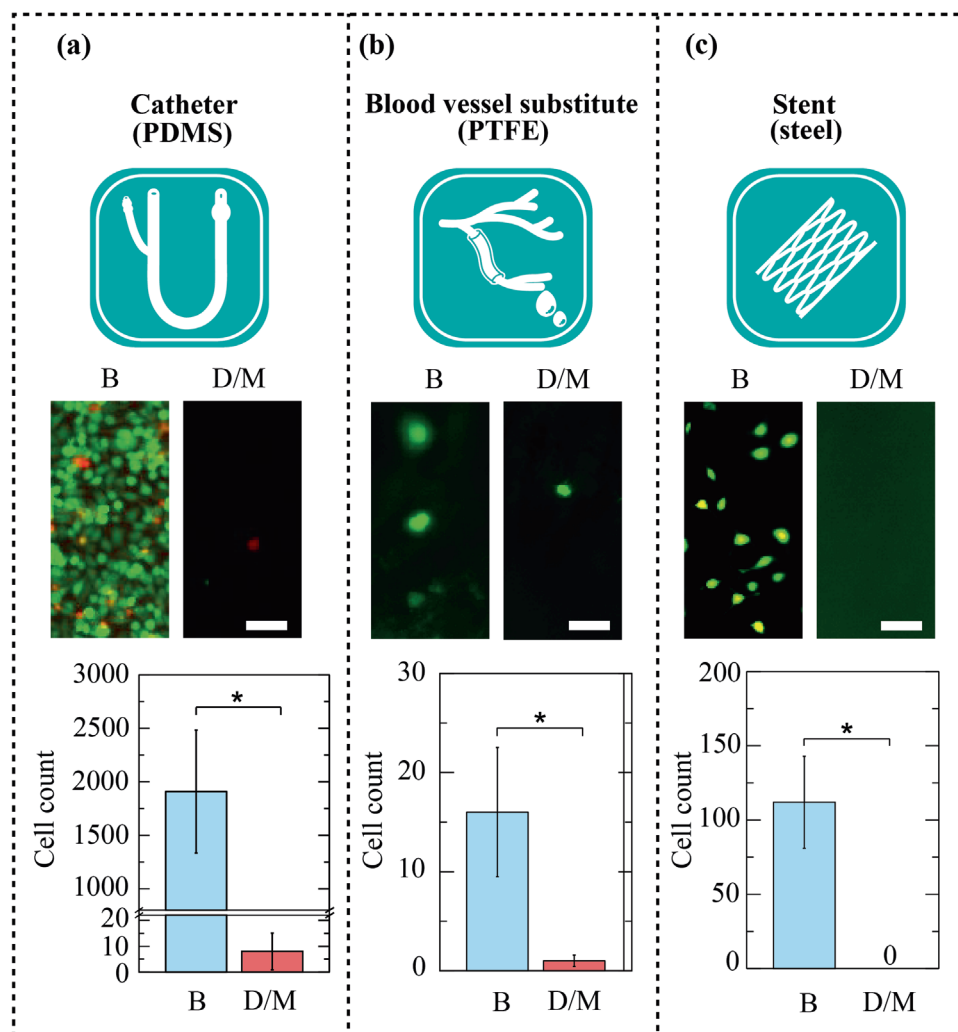 (a)
Catheter
(PDMS)
B D/M
3000
2500
2000
1500
1000
20
10
0
Cell count
*
B D/M
(b)
Blood vessel substitute
(PTFE)
B D/M
30
20
10
0
Cell count
*
B D/M
(c)
Stent
(steel)
B D/M
200
150
100
50
0
Cell count
*
0
B D/M